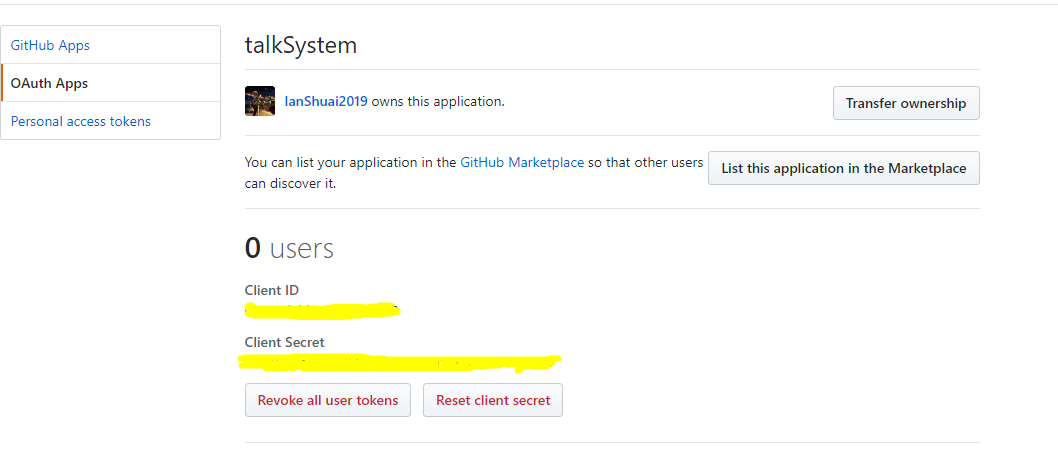 GitHub Apps
OAuth Apps
Personal access tokens
talkSystem
IanShuai2019 owns this application.
Transfer ownership
You can list your application in the GitHub Marketplace so that other users
can discover it.
List this application in the Marketplace
0 users
Client ID
Client Secret
Revoke all user tokens
Reset client secret